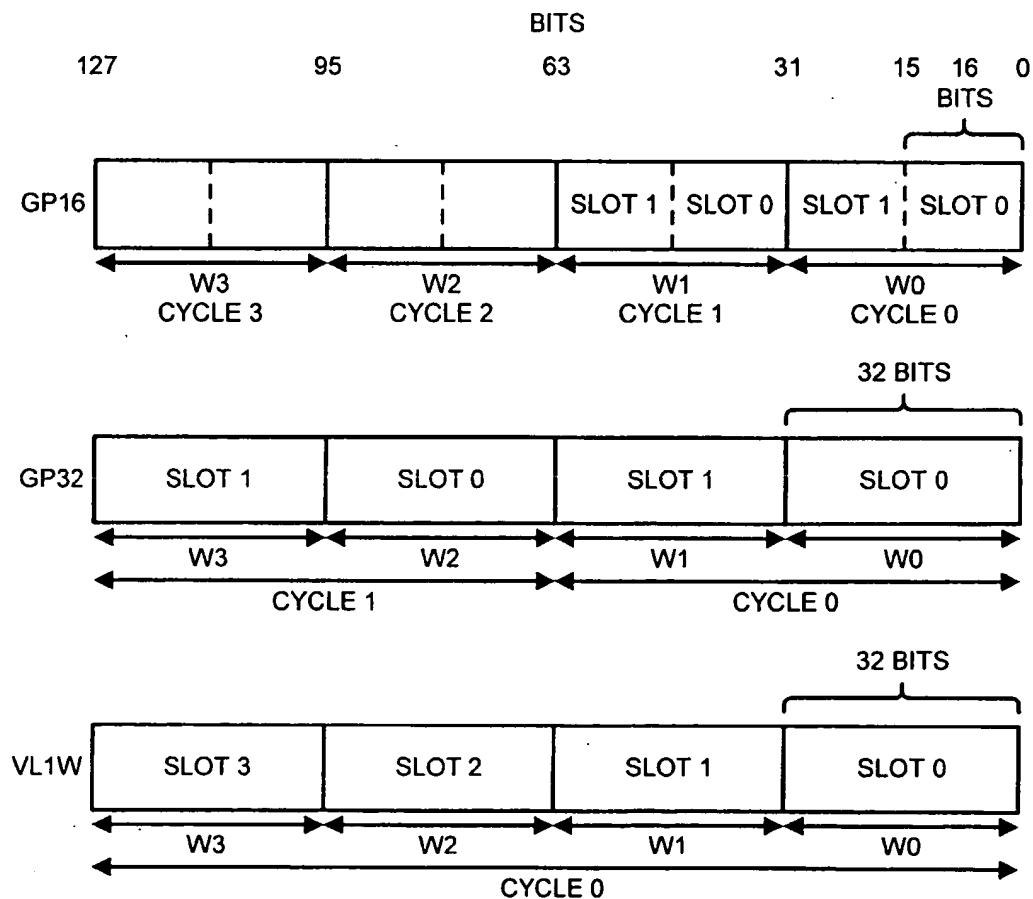 BITS
127 95 63 31 15 16 0
BITS
GP16 SLOT 1 SLOT 0 SLOT 1 SLOT 0
W3 W2 W1 W0
CYCLE 3 CYCLE 2 CYCLE 1 CYCLE 0
32 BITS
GP32 SLOT 1 SLOT 0 SLOT 1 SLOT 0
W3 W2 W1 W0
CYCLE 1 CYCLE 0
32 BITS
VL1W SLOT 3 SLOT 2 SLOT 1 SLOT 0
W3 W2 W1 W0
CYCLE 0